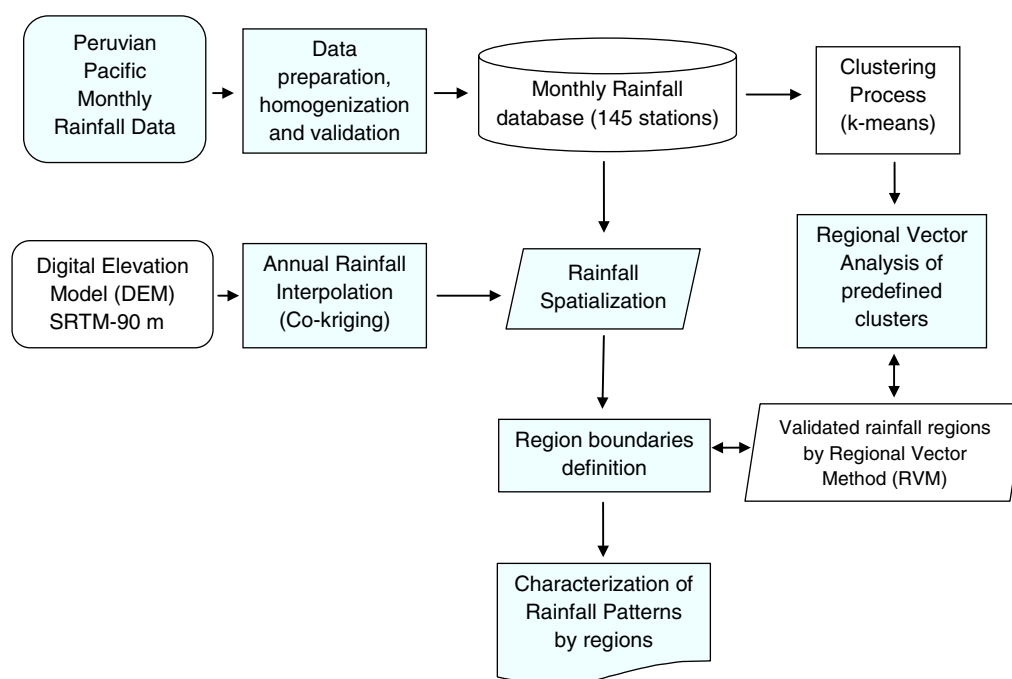 Peruvian
Pacific
Monthly
Rainfall Data
Data
preparation,
homogenization
and validation
Monthly Rainfall
database (145 stations)
Clustering
Process
(k-means)
Digital Elevation
Model (DEM)
SRTM-90 m
Annual Rainfall
Interpolation
(Co-kriging)
Rainfall
Spatialization
Regional Vector
Analysis of
predefined
clusters
Region boundaries
definition
Validated rainfall regions
by Regional Vector
Method (RVM)
Characterization of
Rainfall Patterns
by regions